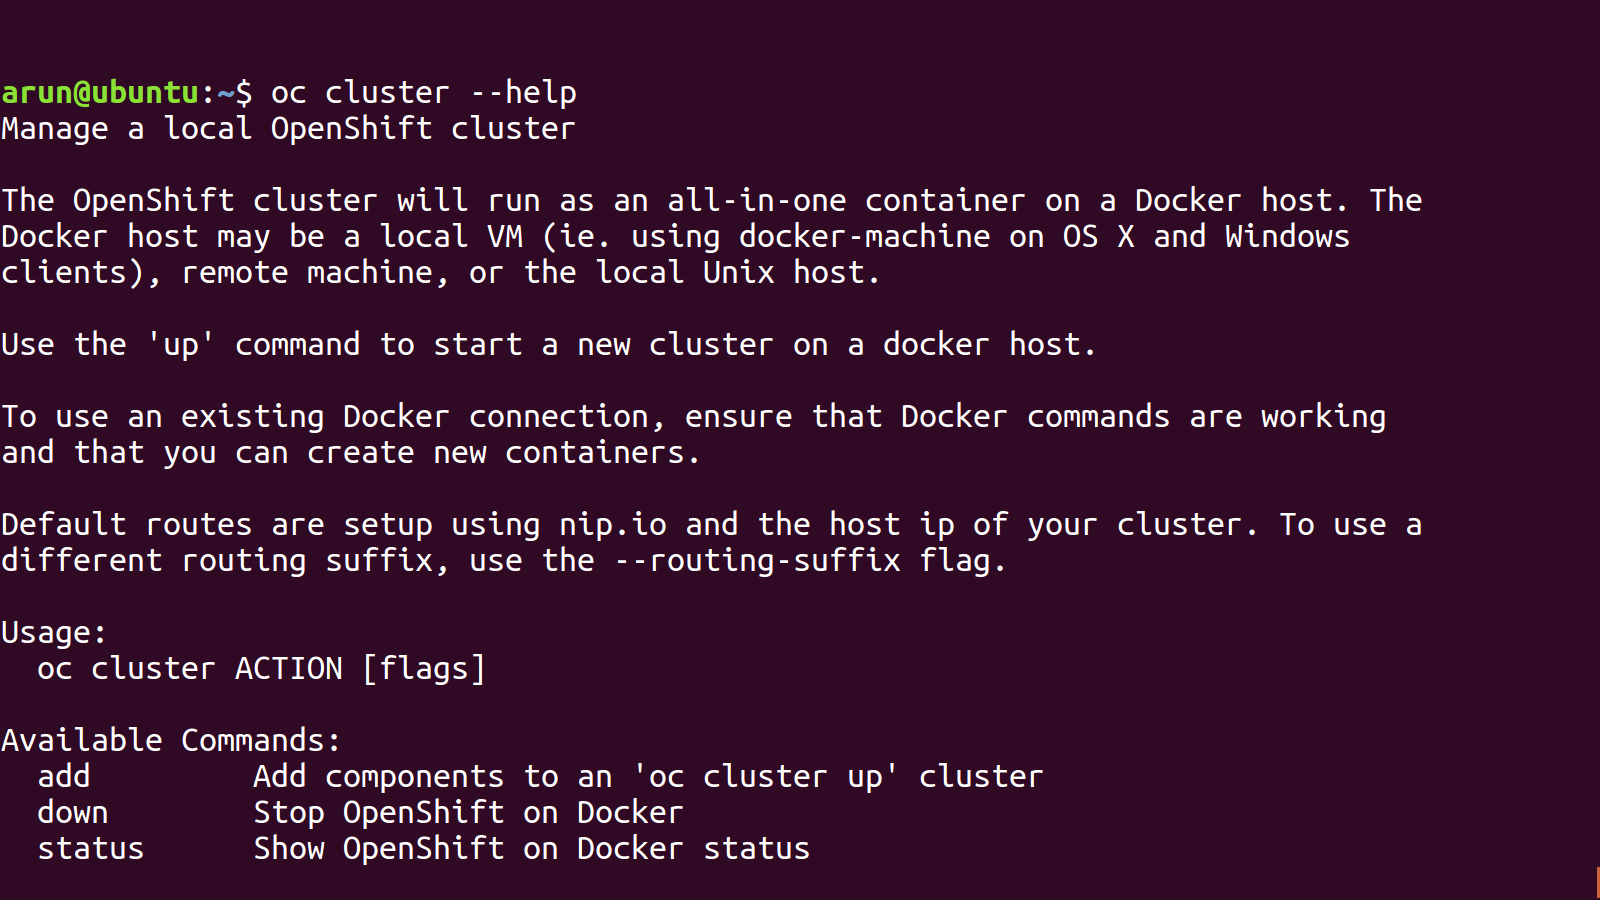 arun@ubuntu:~$ oc cluster --help
Manage a local OpenShift cluster
The OpenShift cluster will run as an all-in-one container on a Docker host. The
Docker host may be a local VM (ie. using docker-machine on OS X and Windows
clients), remote machine, or the local Unix host.
Use the 'up' command to start a new cluster on a docker host.
To use an existing Docker connection, ensure that Docker commands are working
and that you can create new containers.
Default routes are setup using nip.io and the host ip of your cluster. To use a
different routing suffix, use the --routing-suffix flag.
Usage:
  oc cluster ACTION [flags]
Available Commands:
  add         Add components to an 'oc cluster up' cluster
  down        Stop OpenShift on Docker
  status      Show OpenShift on Docker status